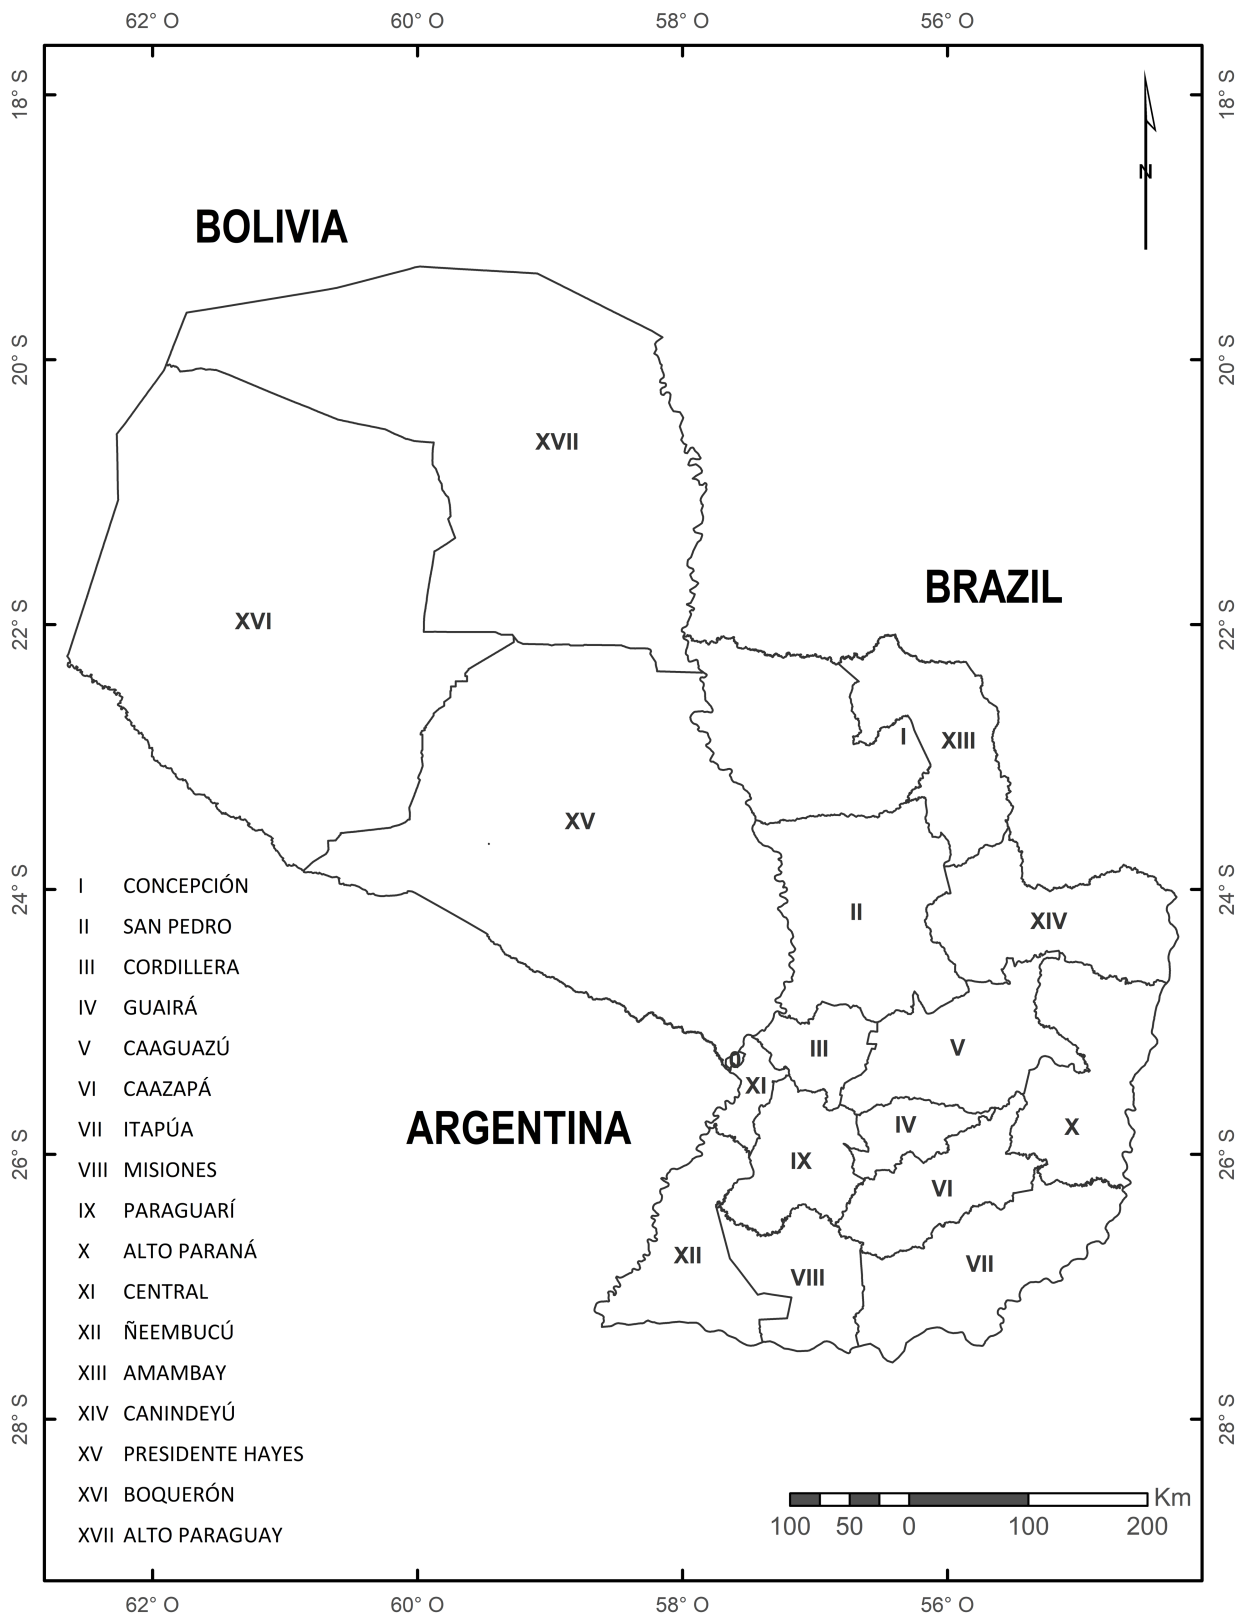 62° O 60° O 58° O 56° O
18° S 18° S
N
BOLIVIA
20° S 20° S
XVII
BRAZIL
22° S 22° S
XVI
I XIII
XV
24° S 24° S
II XIV
III V
0
XI
ARGENTINA
IV X
26° S 26° S
IX
VI
XII VII
VIII
28° S 28° S
I CONCEPCIÓN
II SAN PEDRO
III CORDILLERA
IV GUAIRÁ
V CAAGUAZÚ
VI CAAZAPÁ
VII ITAPÚA
VIII MISIONES
IX PARAGUARÍ
X ALTO PARANÁ
XI CENTRAL
XII ÑEEMBUCÚ
XIII AMAMBAY
XIV CANINDEYÚ
XV PRESIDENTE HAYES
XVI BOQUERÓN
XVII ALTO PARAGUAY
Km
100 50 0 100 200
62° O 60° O 58° O 56° O